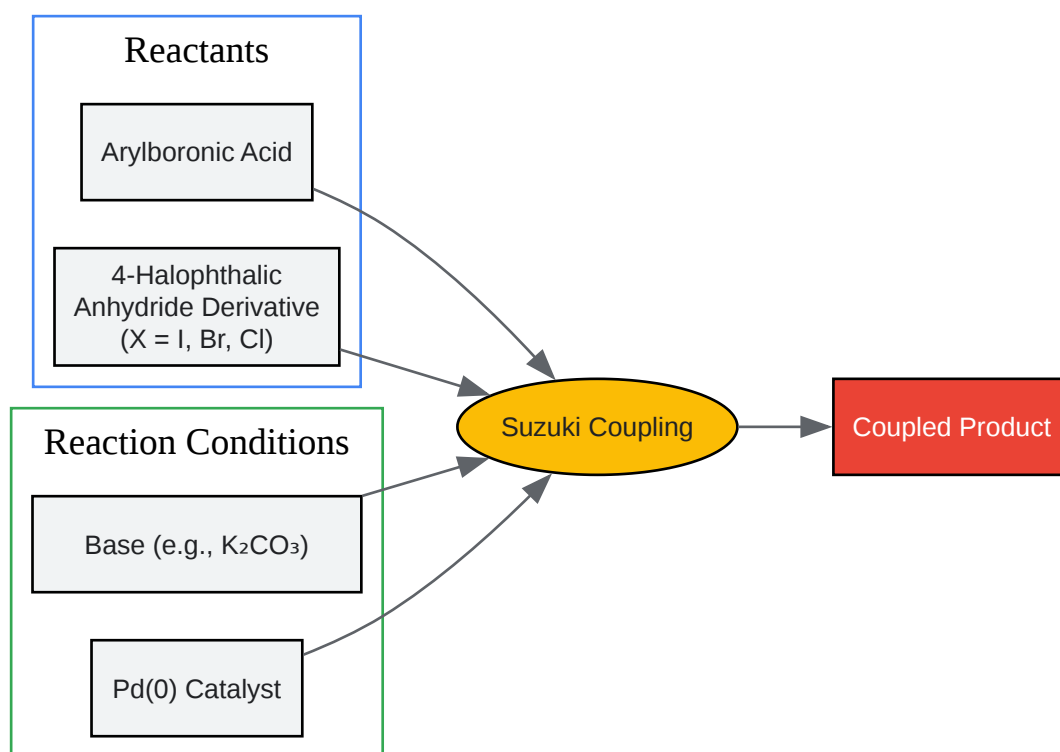 Reactants
Arylboronic Acid
4-Halophthalic
Anhydride Derivative
(X = I, Br, Cl)
Reaction Conditions
Base (e.g., K₂CO₃)
Pd(0) Catalyst
Suzuki Coupling
Coupled Product